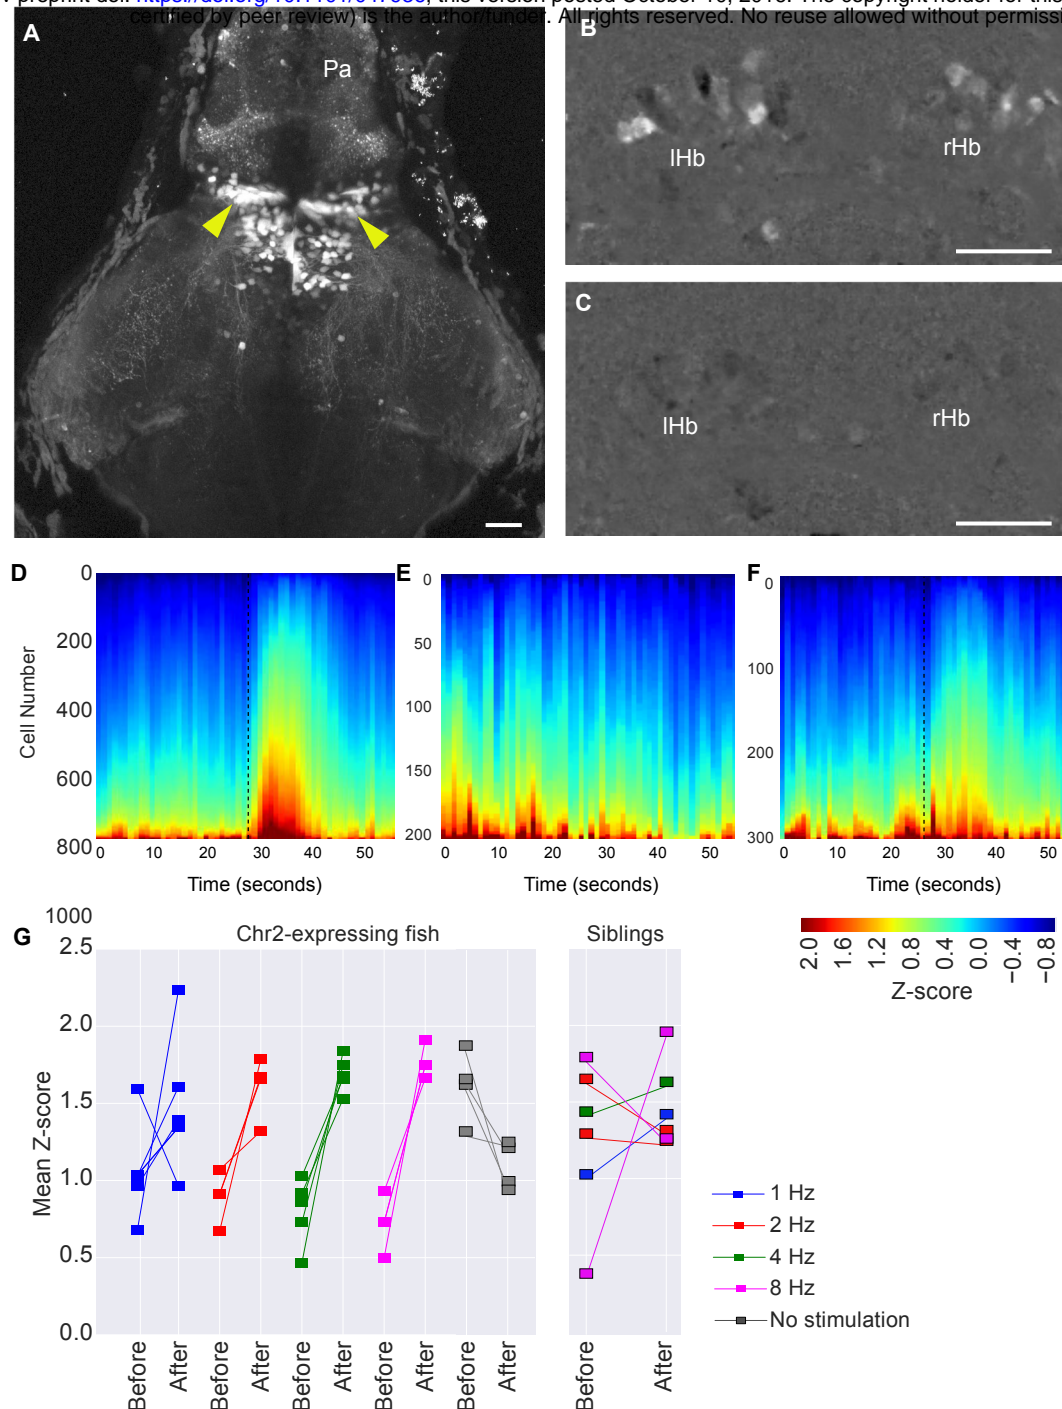 certified by peer review) is the author/funder. All rights reserved. No reuse allowed without
A
Pa
B
lHb
rHb
C
lHb
rHb
D
Cell Number
0
200
400
600
800
1000
0 10 20 30 40 50
Time (seconds)
E
0
50
100
150
200
0 10 20 30 40 50
Time (seconds)
F
0
100
200
300
0 10 20 30 40 50
Time (seconds)
2.0 1.6 1.2 0.8 0.4 0.0 −0.4 −0.8
Z-score
G
Chr2-expressing fish
Siblings
Mean Z-score
2.5
2.0
1.5
1.0
0.5
0.0
Before After Before After Before After Before After Before After
Before After
1 Hz
2 Hz
4 Hz
8 Hz
No stimulation